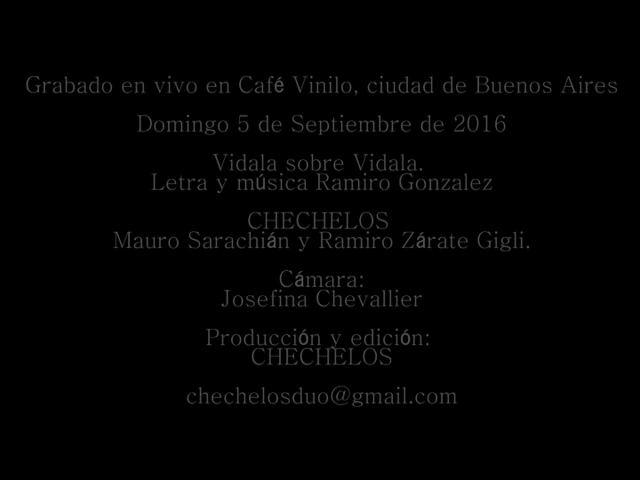 Grabado en vivo en Café Vinilo, ciudad de Buenos Aires
Domingo 5 de Septiembre de 2016
Vidala sobre Vidala.
Letra y música Ramiro Gonzalez
CHECHELOS
Mauro Sarachián y Ramiro Zárate Gigli.
Cámara:
Josefina Chevallier
Producción y edición:
CHECHELOS
chechelosduo@gmail.com